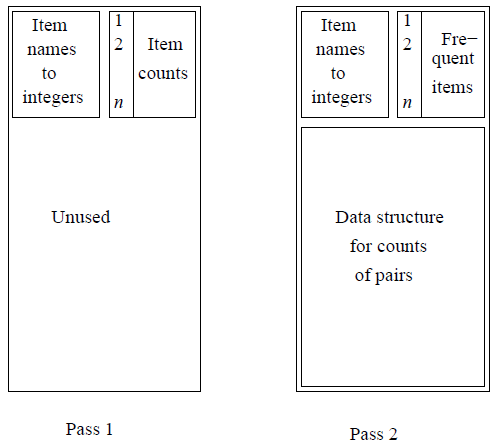 Item
names
to
integers
1
2
n
Item
counts
Unused
Pass 1
Item
names
to
integers
1
2
n
Fre−
quent
items
Data structure
for counts
of pairs
Pass 2